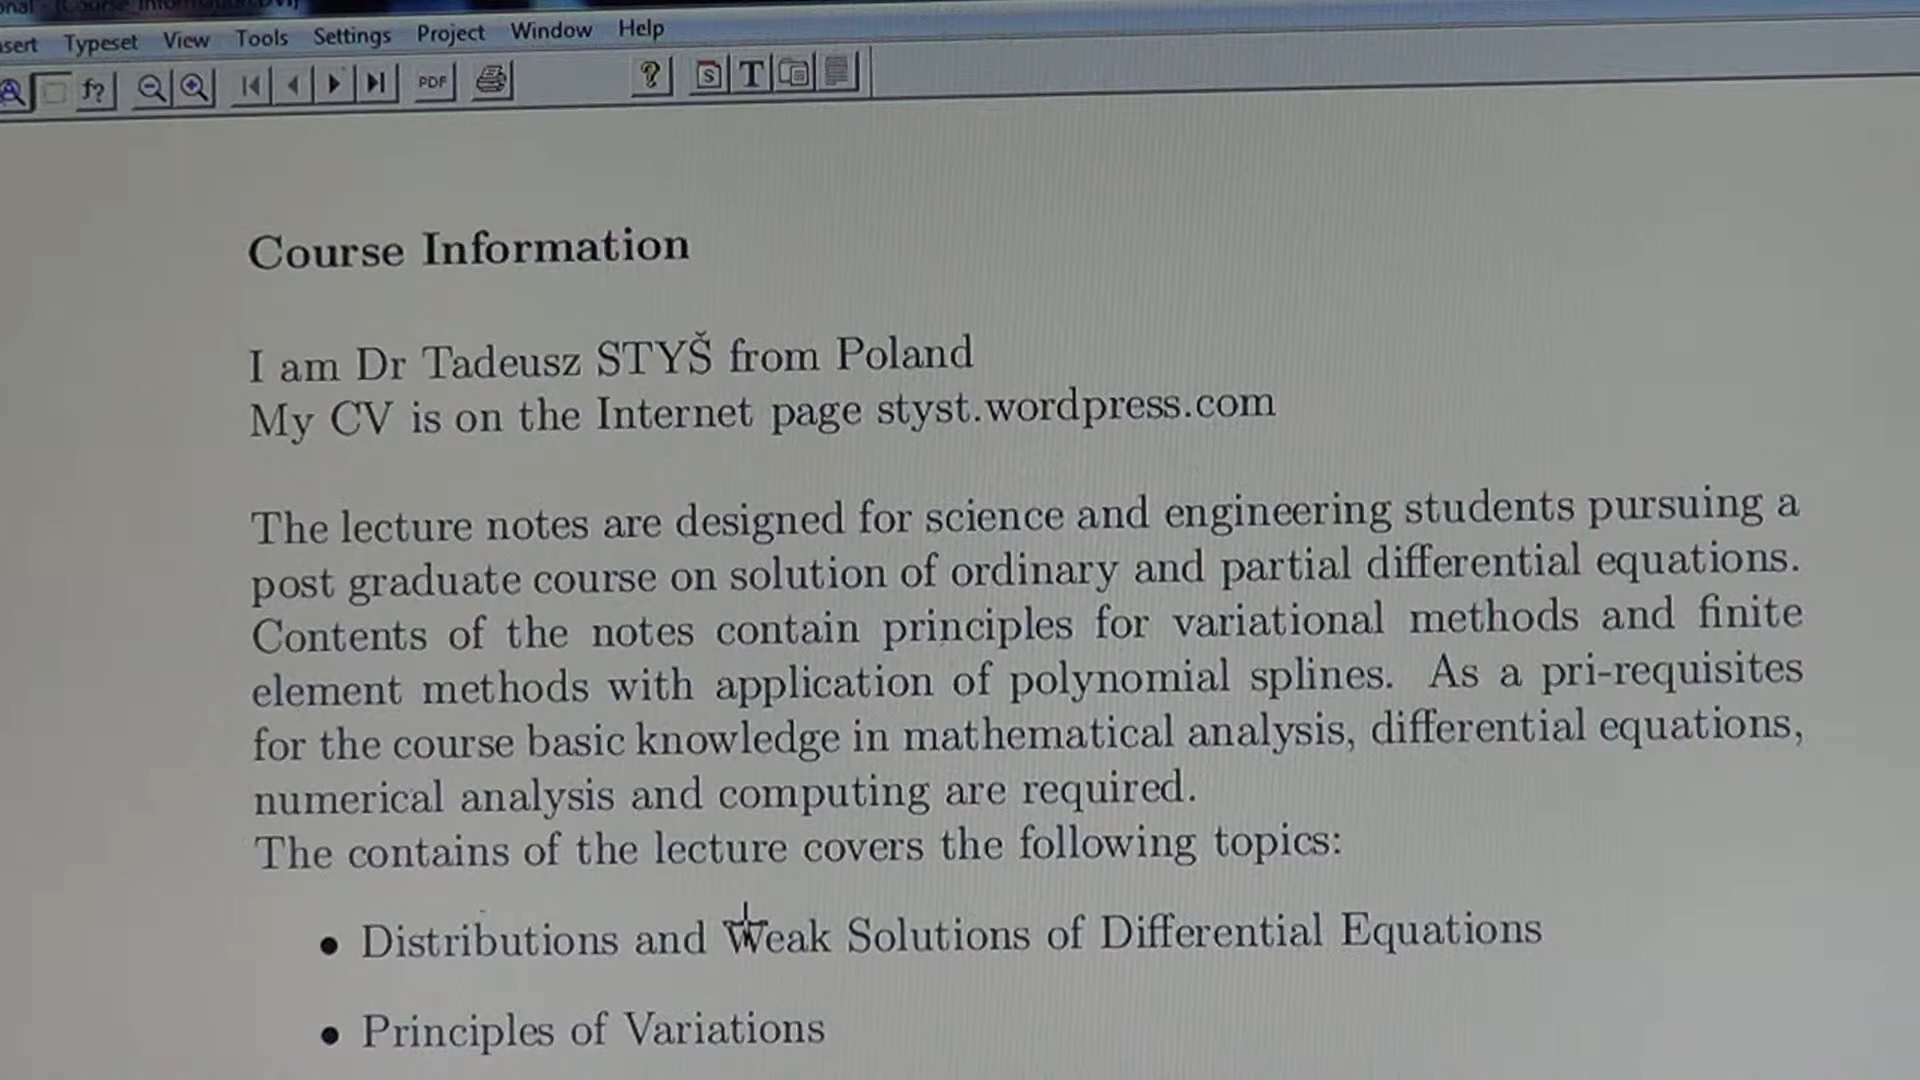 Typeset View Tools Settings Project Window Help
f? PDF ? S T
Course Information
I am Dr Tadeusz STYŠ from Poland
My CV is on the Internet page styst.wordpress.com
The lecture notes are designed for science and engineering students pursuing a
post graduate course on solution of ordinary and partial differential equations.
Contents of the notes contain principles for variational methods and finite
element methods with application of polynomial splines. As a pri-requisites
for the course basic knowledge in mathematical analysis, differential equations,
numerical analysis and computing are required.
The contains of the lecture covers the following topics:
• Distributions and Weak Solutions of Differential Equations
• Principles of Variations